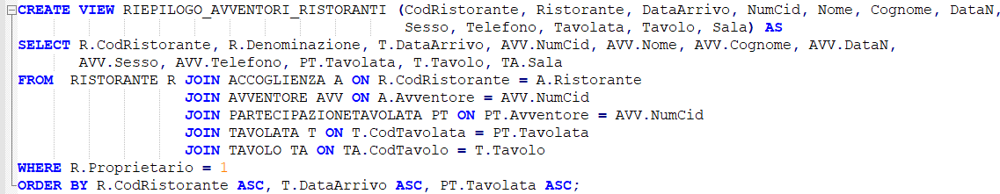 CREATE VIEW RIEPILOGO_AVVENTORI_RISTORANTI (CodRistorante, Ristorante, DataArrivo, NumCid, Nome, Cognome, DataN,
Sesso, Telefono, Tavolata, Tavolo, Sala) AS
SELECT R.CodRistorante, R.Denominazione, T.DataArrivo, AVV.NumCid, AVV.Nome, AVV.Cognome, AVV.DataN,
AVV.Sesso, AVV.Telefono, PT.Tavolata, T.Tavolo, TA.Sala
FROM RISTORANTE R JOIN ACCOGLIENZA A ON R.CodRistorante = A.Ristorante
JOIN AVVENTORE AVV ON A.Avventore = AVV.NumCid
JOIN PARTECIPAZIONETAVOLATA PT ON PT.Avventore = AVV.NumCid
JOIN TAVOLATA T ON T.CodTavolata = PT.Tavolata
JOIN TAVOLO TA ON TA.CodTavolo = T.Tavolo
WHERE R.Proprietario = 1
ORDER BY R.CodRistorante ASC, T.DataArrivo ASC, PT.Tavolata ASC;